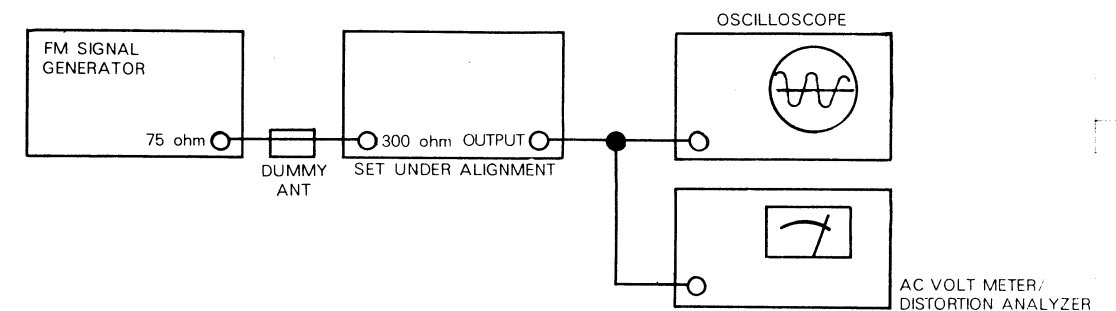 OSCILLOSCOPE
FM SIGNAL
GENERATOR
75 ohm
300 ohm OUTPUT
DUMMY
ANT
SET UNDER ALIGNMENT
AC VOLT METER/
DISTORTION ANALYZER